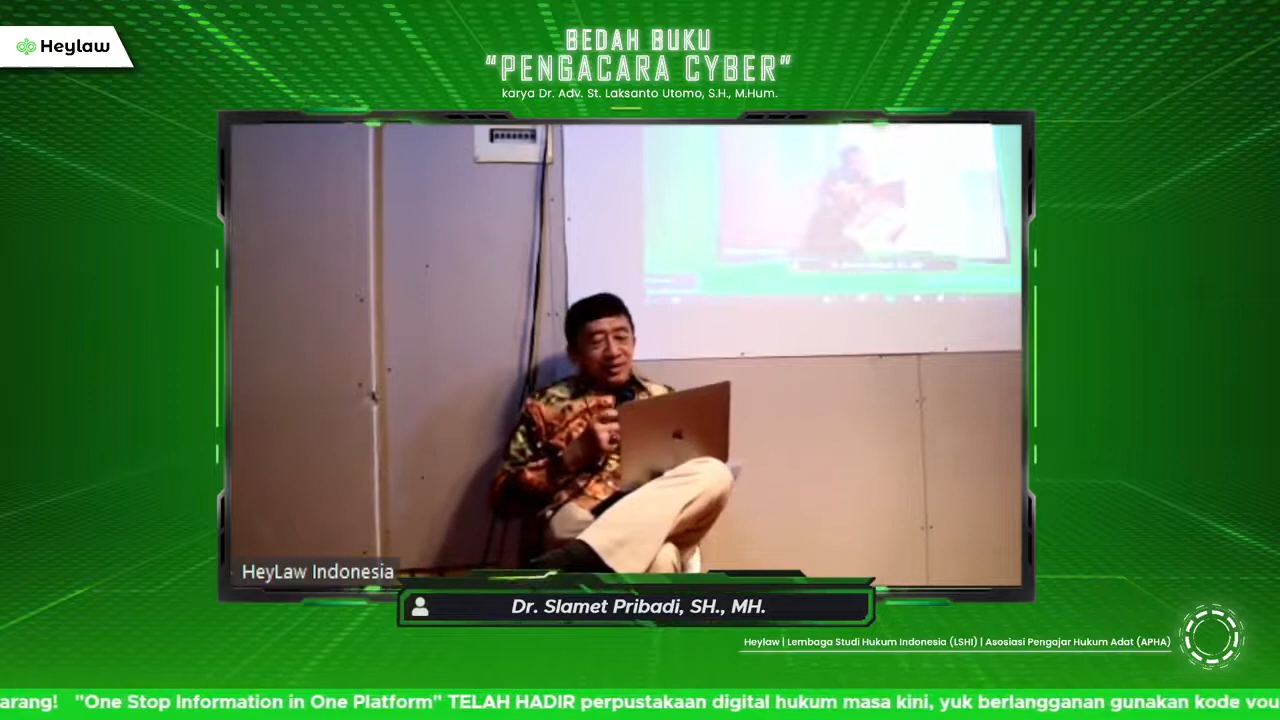 Heylaw
BEDAH BUKU
"PENGACARA CYBER"
karya Dr. Adv. St. Laksanto Utomo, S.H., M.Hum.
HeyLaw Indonesia
Dr. Slamet Pribadi, SH., MH.
Heylaw | Lembaga Studi Hukum Indonesia (LSHI) | Asosiasi Pengajar Hukum Adat (APHA)
arang! "One Stop Information in One Platform" TELAH HADIR perpustakaan digital hukum masa kini, yuk berlangganan gunakan kode vou